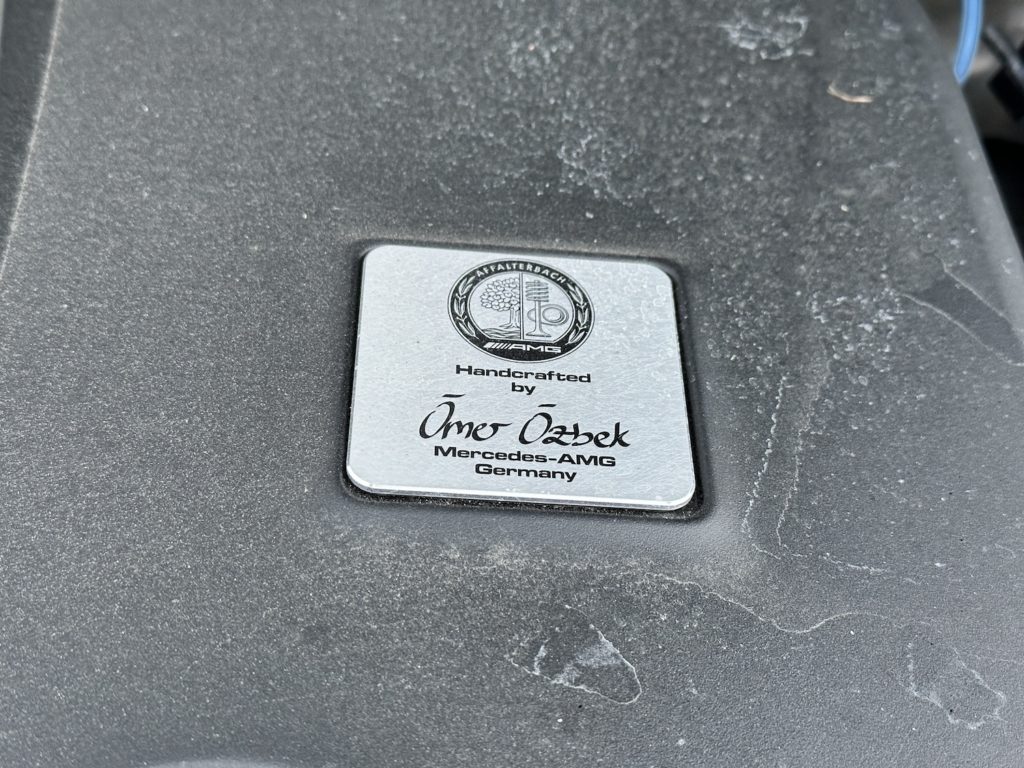 AFFALTERBACH
AMG
Handcrafted
by
Ömer Özbek
Mercedes-AMG
Germany